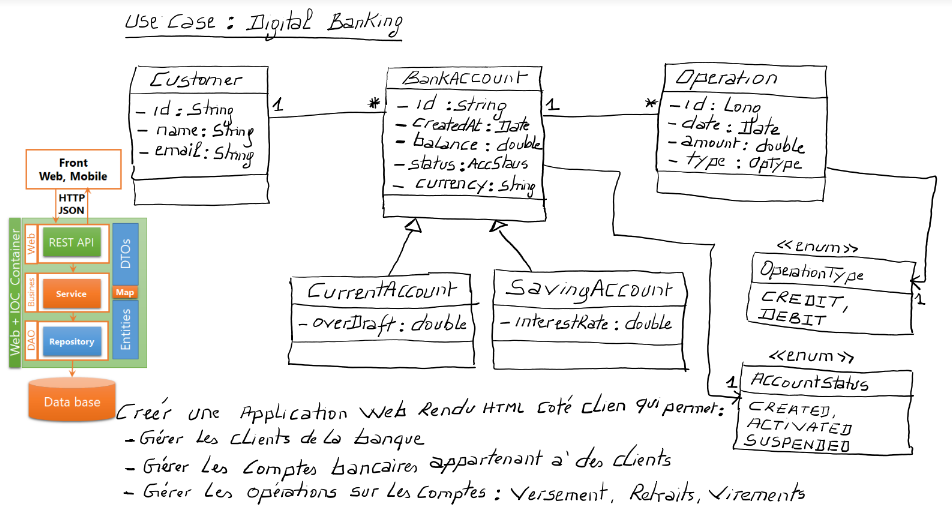 Use Case : Digital Banking
Customer
- id : String
- name : String
- email : String
1
*
BankAccount
- id : String
- createdAt : Date
- balance : double
- status : AccStaus
- currency : String
1
*
Operation
- id : Long
- date : Date
- amount : double
- type : OpType
Front
Web, Mobile
HTTP
JSON
Web + IOC Container
Web
REST API
DTOs
Busines
Service
Map
DAO
Repository
Entities
Data base
CurrentAccount
- overDraft : double
SavingAccount
- interestRate : double
<<enum>>
OperationType
CREDIT,
DEBIT
1
<<enum>>
AccountStatus
CREATED,
ACTIVATED
SUSPENDED
1
Creér une Application Web Rendu HTML Coté Clien qui permet :
- Gérer les clients de la banque
- Gérer les Comptes bancaires appartenant à des clients
- Gérer les opérations sur les comptes : Versement, Retraits, Virements